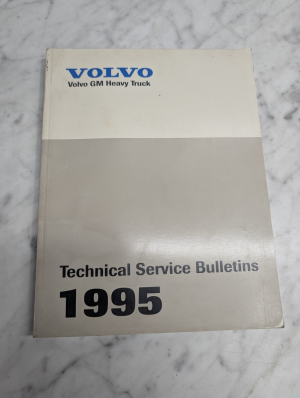 VOLVO
Volvo GM Heavy Truck
Technical Service Bulletins
1995